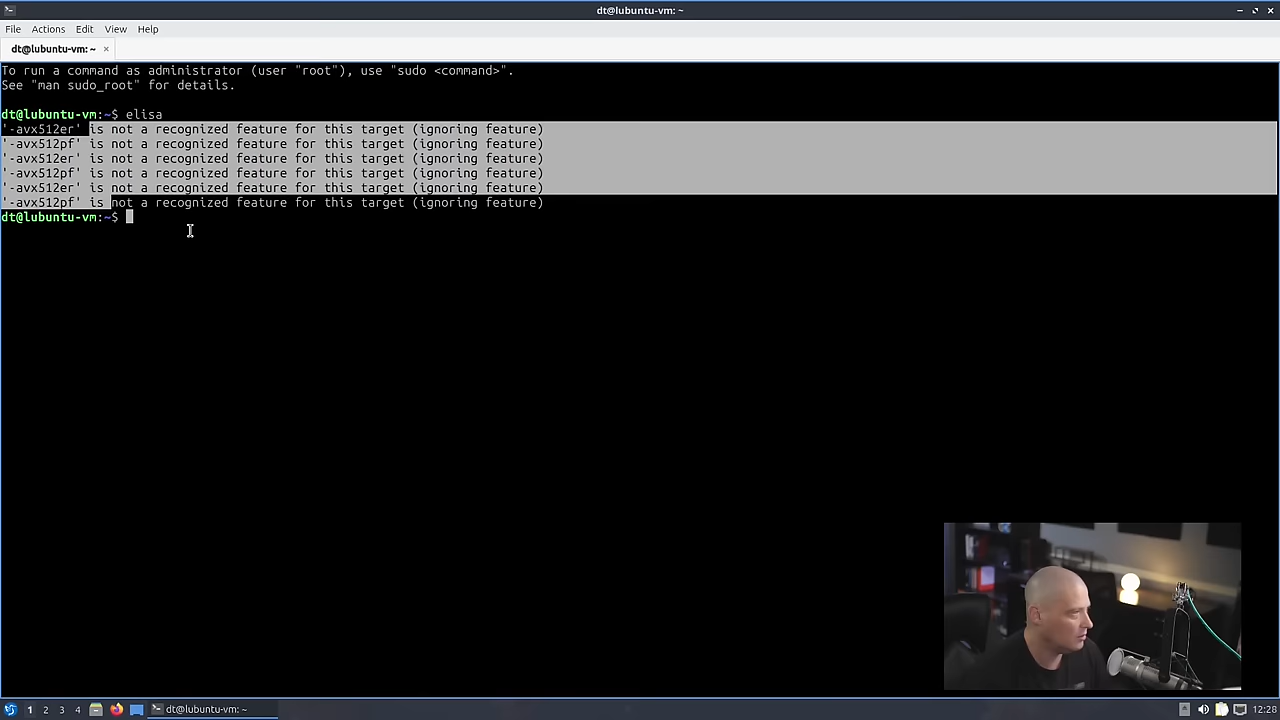 dt@lubuntu-vm: ~
File Actions Edit View Help
dt@lubuntu-vm: ~ ×
To run a command as administrator (user "root"), use "sudo <command>".
See "man sudo_root" for details.
dt@lubuntu-vm:~$ elisa
'-avx512er' is not a recognized feature for this target (ignoring feature)
'-avx512pf' is not a recognized feature for this target (ignoring feature)
'-avx512er' is not a recognized feature for this target (ignoring feature)
'-avx512pf' is not a recognized feature for this target (ignoring feature)
'-avx512er' is not a recognized feature for this target (ignoring feature)
'-avx512pf' is not a recognized feature for this target (ignoring feature)
dt@lubuntu-vm:~$
1 2 3 4 dt@lubuntu-vm: ~ 12:28